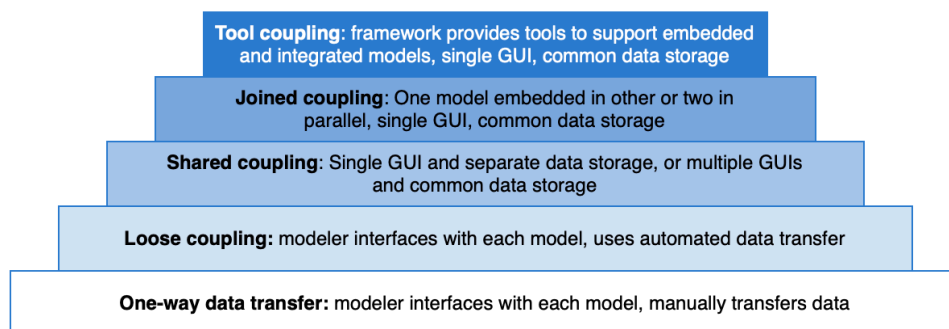 Tool coupling: framework provides tools to support embedded
and integrated models, single GUI, common data storage
Joined coupling: One model embedded in other or two in
parallel, single GUI, common data storage
Shared coupling: Single GUI and separate data storage, or multiple GUIs
and common data storage
Loose coupling: modeler interfaces with each model, uses automated data transfer
One-way data transfer: modeler interfaces with each model, manually transfers data